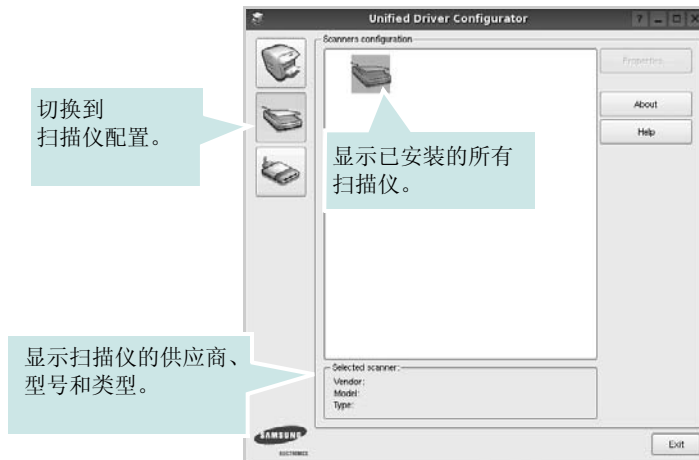 Unified Driver Configurator
Scanners configuration
Properties...
About
Help
切换到
扫描仪配置。
显示已安装的所有
扫描仪。
显示扫描仪的供应商、
型号和类型。
Selected scanner:
Vendor:
Model:
Type:
SAMSUNG
ELECTRONICS
Exit